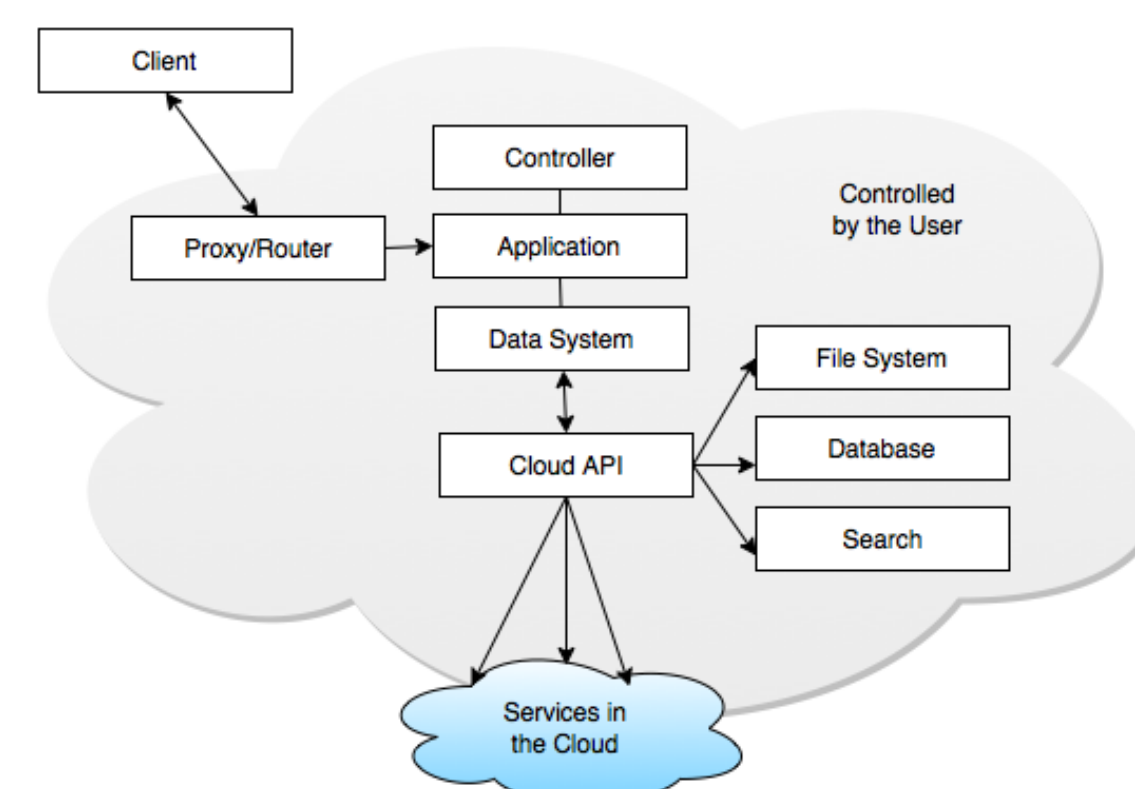 Client
Controller
Controlled
by the User
Proxy/Router
Application
Data System
File System
Database
Cloud API
Search
Services in
the Cloud